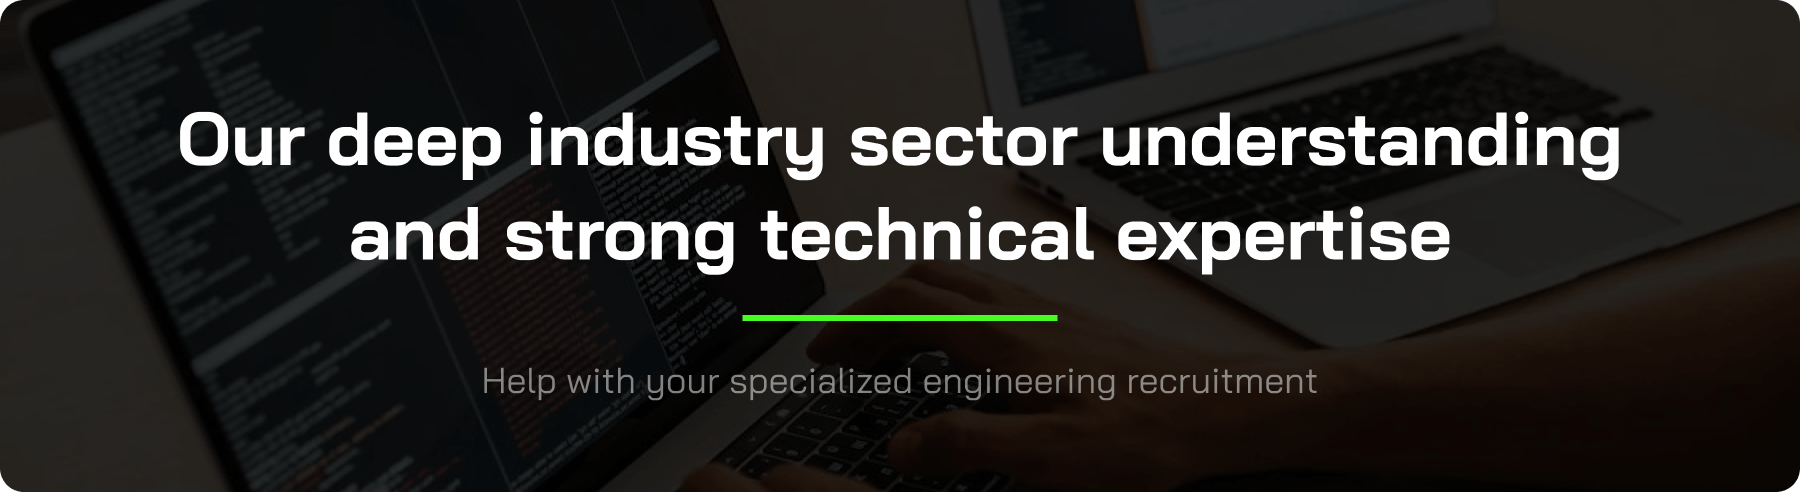 Our deep industry sector understanding
and strong technical expertise
Help with your specialized engineering recruitment